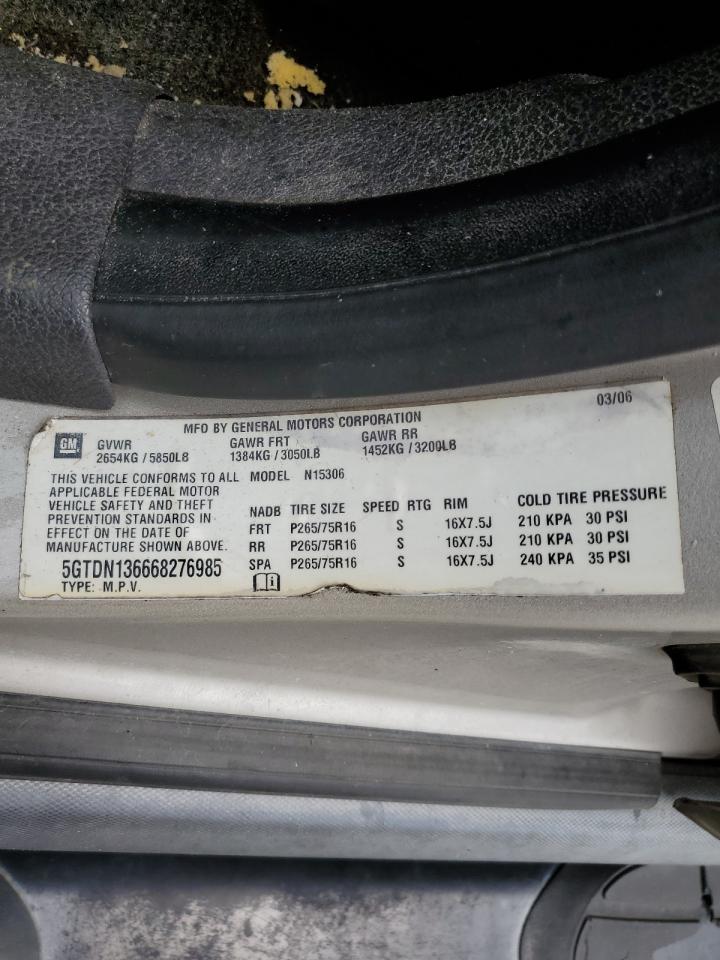 MFD BY GENERAL MOTORS CORPORATION 03/06
GM GVWR GAWR FRT GAWR RR
2654KG / 5850LB 1384KG / 3050LB 1452KG / 3200LB
THIS VEHICLE CONFORMS TO ALL MODEL N15306
APPLICABLE FEDERAL MOTOR
VEHICLE SAFETY AND THEFT
PREVENTION STANDARDS IN
EFFECT ON THE DATE OF
MANUFACTURE SHOWN ABOVE.
5GTDN136668276985
TYPE: M.P.V.
NADB TIRE SIZE SPEED RTG RIM COLD TIRE PRESSURE
FRT P265/75R16 S 16X7.5J 210 KPA 30 PSI
RR P265/75R16 S 16X7.5J 210 KPA 30 PSI
SPA P265/75R16 S 16X7.5J 240 KPA 35 PSI